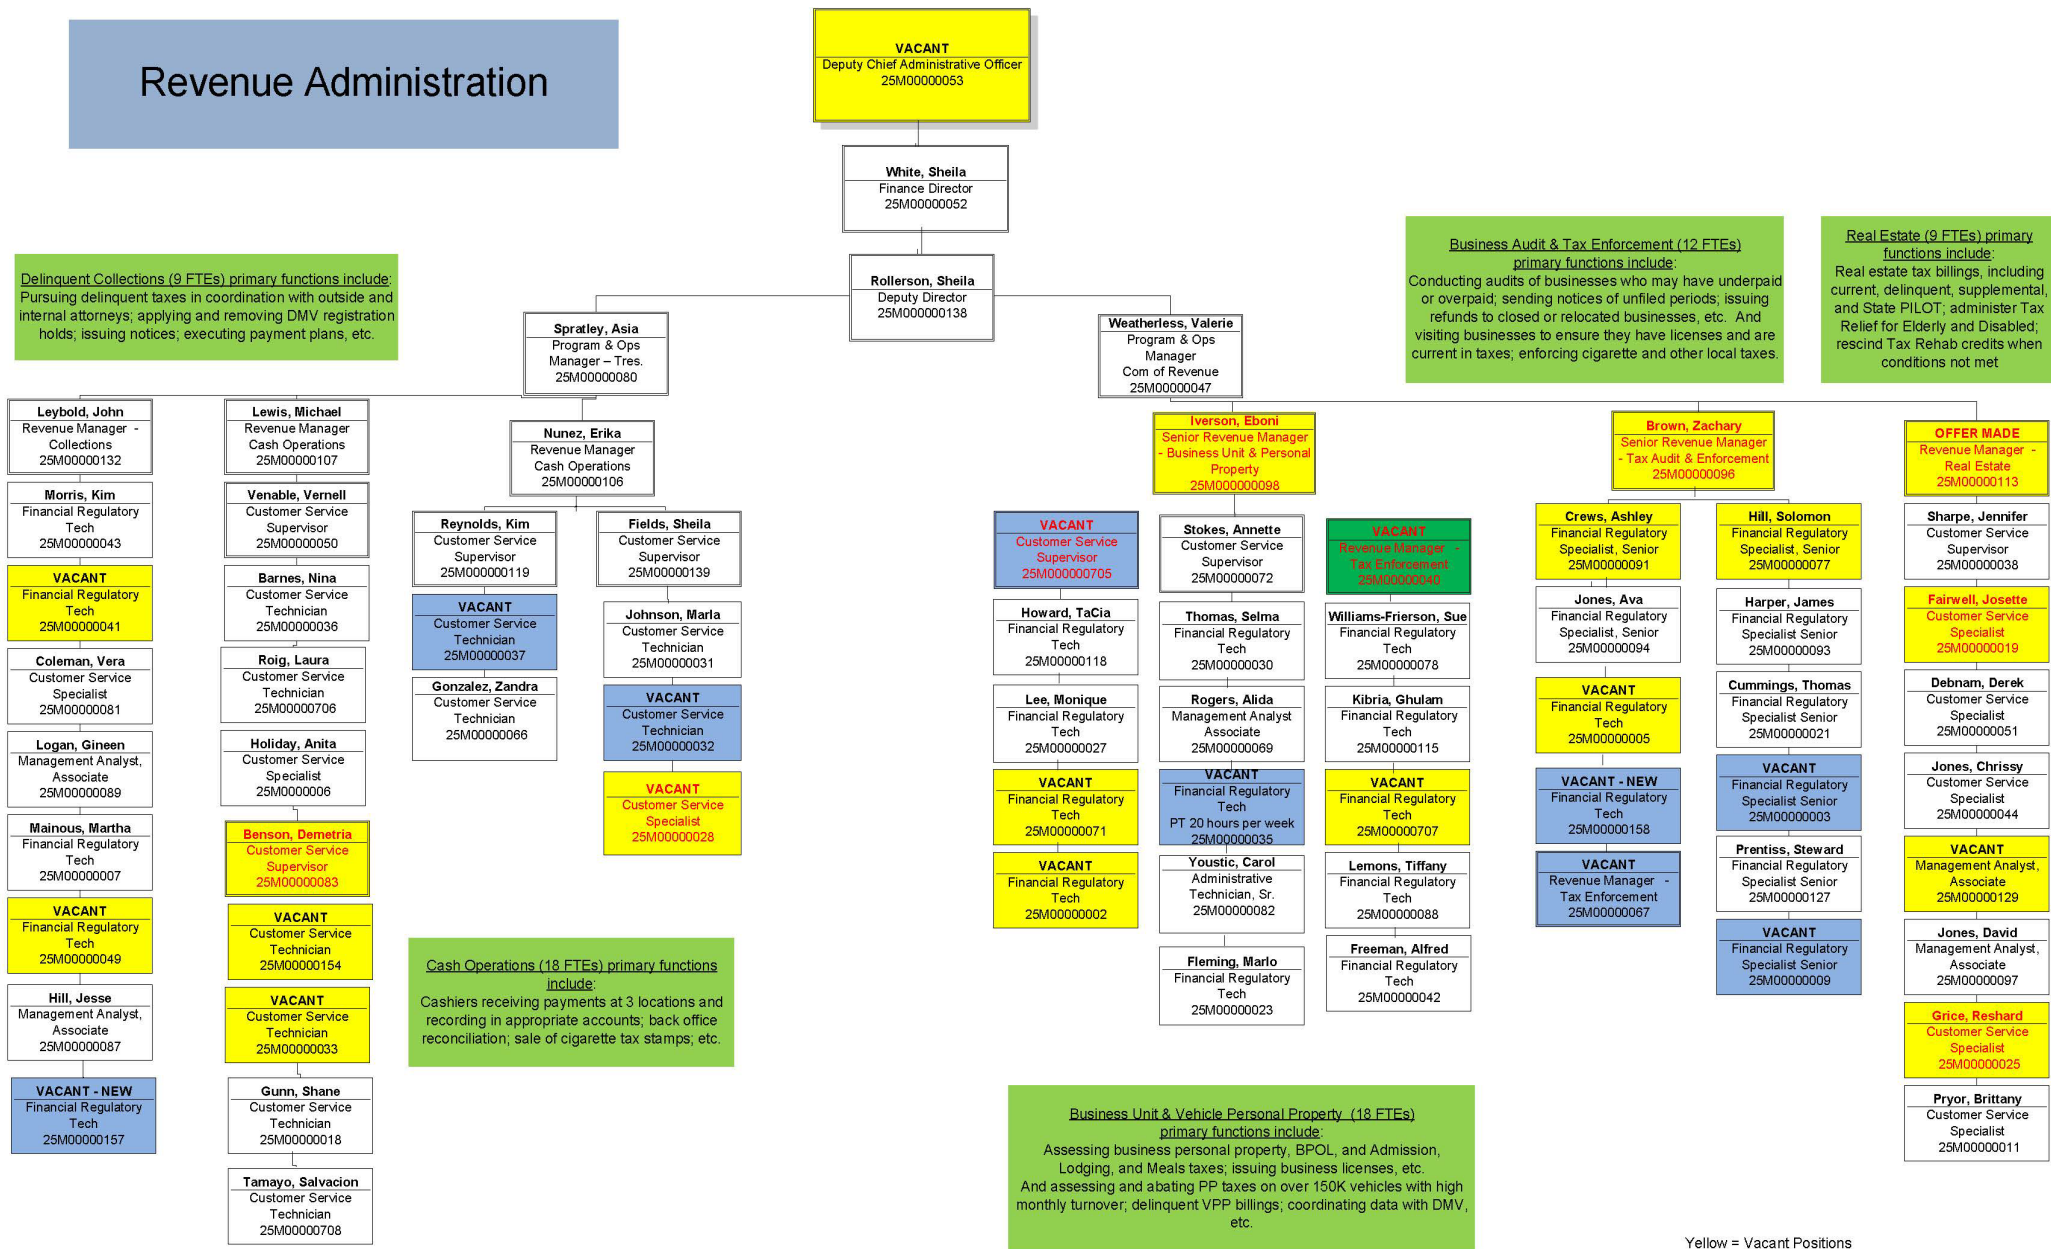 Revenue Administration
VACANT
Deputy Chief Administrative Officer
25M00000053
White, Sheila
Finance Director
25M00000052
Rollerson, Sheila
Deputy Director
25M00000138
Delinquent Collections (9 FTEs) primary functions include:
Pursuing delinquent taxes in coordination with outside and
internal attorneys; applying and removing DMV registration
holds; issuing notices; executing payment plans, etc.
Business Audit & Tax Enforcement (12 FTEs)
primary functions include:
Conducting audits of businesses who may have underpaid
or overpaid; sending notices of unfiled periods; issuing
refunds to closed or relocated businesses, etc. And
visiting businesses to ensure they have licenses and are
current in taxes; enforcing cigarette and other local taxes.
Real Estate (9 FTEs) primary
functions include:
Real estate tax billings, including
current, delinquent, supplemental,
and State PILOT; administer Tax
Relief for Elderly and Disabled;
rescind Tax Rehab credits when
conditions not met
Spratley, Asia
Program & Ops
Manager – Tres.
25M00000080
Weatherless, Valerie
Program & Ops
Manager
Com of Revenue
25M00000047
Leybold, John
Revenue Manager -
Collections
25M00000132
Morris, Kim
Financial Regulatory
Tech
25M00000043
VACANT
Financial Regulatory
Tech
25M00000041
Coleman, Vera
Customer Service
Specialist
25M00000081
Logan, Gineen
Management Analyst,
Associate
25M00000089
Mainous, Martha
Financial Regulatory
Tech
25M00000007
VACANT
Financial Regulatory
Tech
25M00000049
Hill, Jesse
Management Analyst,
Associate
25M00000087
VACANT - NEW
Financial Regulatory
Tech
25M00000157
Lewis, Michael
Revenue Manager
Cash Operations
25M00000107
Venable, Vernell
Customer Service
Supervisor
25M00000050
Barnes, Nina
Customer Service
Technician
25M00000036
Roig, Laura
Customer Service
Technician
25M00000706
Holiday, Anita
Customer Service
Specialist
25M0000006
Benson, Demetria
Customer Service
Supervisor
25M00000083
VACANT
Customer Service
Technician
25M00000154
VACANT
Customer Service
Technician
25M00000033
Gunn, Shane
Customer Service
Technician
25M00000018
Tamayo, Salvacion
Customer Service
Technician
25M00000708
Nunez, Erika
Revenue Manager
Cash Operations
25M00000106
Reynolds, Kim
Customer Service
Supervisor
25M00000119
VACANT
Customer Service
Technician
25M00000037
Gonzalez, Zandra
Customer Service
Technician
25M00000066
Fields, Sheila
Customer Service
Supervisor
25M00000139
Johnson, Marla
Customer Service
Technician
25M00000031
VACANT
Customer Service
Technician
25M00000032
VACANT
Customer Service
Specialist
25M00000028
Cash Operations (18 FTEs) primary functions
include:
Cashiers receiving payments at 3 locations and
recording in appropriate accounts; back office
reconciliation; sale of cigarette tax stamps; etc.
Iverson, Eboni
Senior Revenue Manager
- Business Unit & Personal
Property
25M00000098
VACANT
Customer Service
Supervisor
25M00000705
Howard, TaCia
Financial Regulatory
Tech
25M00000118
Lee, Monique
Financial Regulatory
Tech
25M00000027
VACANT
Financial Regulatory
Tech
25M00000071
VACANT
Financial Regulatory
Tech
25M00000002
Stokes, Annette
Customer Service
Supervisor
25M00000072
Thomas, Selma
Financial Regulatory
Tech
25M00000030
Rogers, Alida
Management Analyst
Associate
25M00000069
VACANT
Financial Regulatory
Tech
PT 20 hours per week
25M00000035
Youstic, Carol
Administrative
Technician, Sr.
25M00000082
Fleming, Marlo
Financial Regulatory
Tech
25M00000023
VACANT
Revenue Manager -
Tax Enforcement
25M00000040
Williams-Frierson, Sue
Financial Regulatory
Tech
25M00000078
Kibria, Ghulam
Financial Regulatory
Tech
25M00000115
VACANT
Financial Regulatory
Tech
25M00000707
Lemons, Tiffany
Financial Regulatory
Tech
25M00000088
Freeman, Alfred
Financial Regulatory
Tech
25M00000042
Brown, Zachary
Senior Revenue Manager
- Tax Audit & Enforcement
25M00000096
Crews, Ashley
Financial Regulatory
Specialist, Senior
25M00000091
Jones, Ava
Financial Regulatory
Specialist, Senior
25M00000094
VACANT
Financial Regulatory
Tech
25M00000005
VACANT - NEW
Financial Regulatory
Tech
25M00000158
VACANT
Revenue Manager -
Tax Enforcement
25M00000067
Hill, Solomon
Financial Regulatory
Specialist, Senior
25M00000077
Harper, James
Financial Regulatory
Specialist Senior
25M00000093
Cummings, Thomas
Financial Regulatory
Specialist Senior
25M00000021
VACANT
Financial Regulatory
Specialist Senior
25M00000003
Prentiss, Steward
Financial Regulatory
Specialist Senior
25M00000127
VACANT
Financial Regulatory
Specialist Senior
25M00000009
OFFER MADE
Revenue Manager -
Real Estate
25M00000113
Sharpe, Jennifer
Customer Service
Supervisor
25M00000038
Fairwell, Josette
Customer Service
Specialist
25M00000019
Debnam, Derek
Customer Service
Specialist
25M00000051
Jones, Chrissy
Customer Service
Specialist
25M00000044
VACANT
Management Analyst,
Associate
25M00000129
Jones, David
Management Analyst,
Associate
25M00000097
Grice, Reshard
Customer Service
Specialist
25M00000025
Pryor, Brittany
Customer Service
Specialist
25M00000011
Business Unit & Vehicle Personal Property (18 FTEs)
primary functions include:
Assessing business personal property, BPOL, and Admission,
Lodging, and Meals taxes; issuing business licenses, etc.
And assessing and abating PP taxes on over 150K vehicles with high
monthly turnover; delinquent VPP billings; coordinating data with DMV,
etc.
Yellow = Vacant Positions